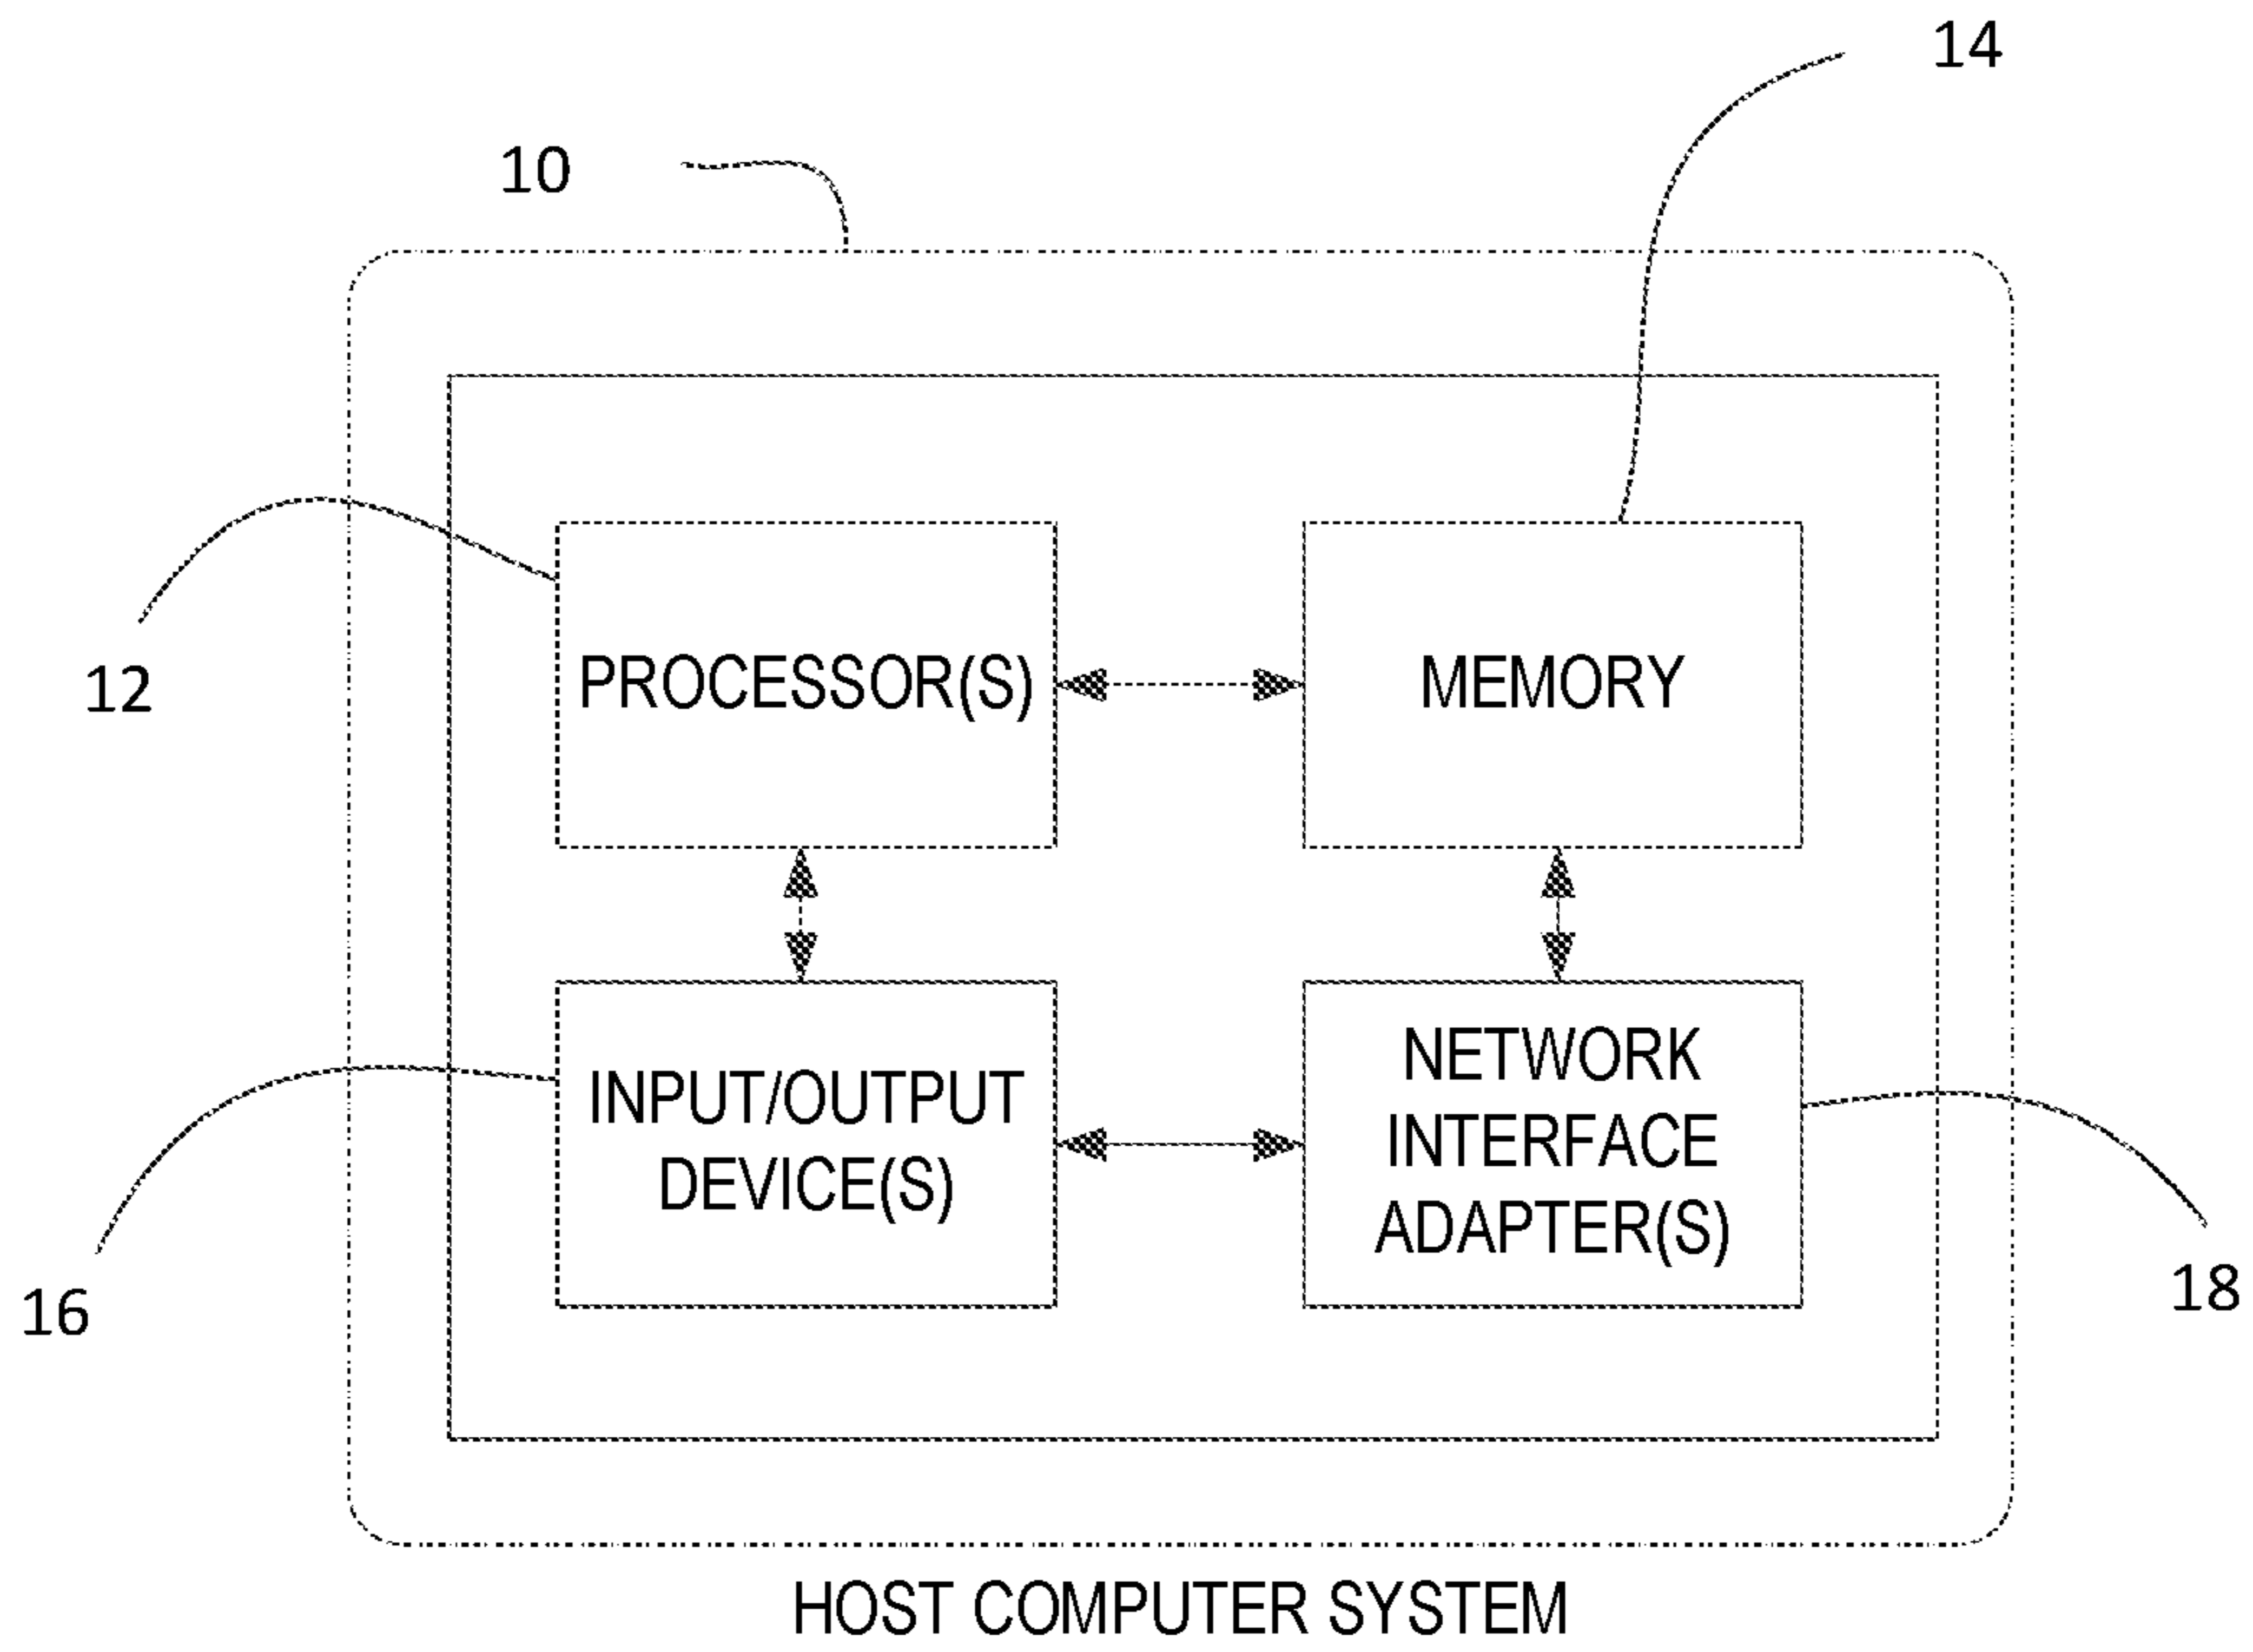 14
10
12
PROCESSOR(S)
MEMORY
INPUT/OUTPUT
DEVICE(S)
NETWORK
INTERFACE
ADAPTER(S)
16
18
HOST COMPUTER SYSTEM